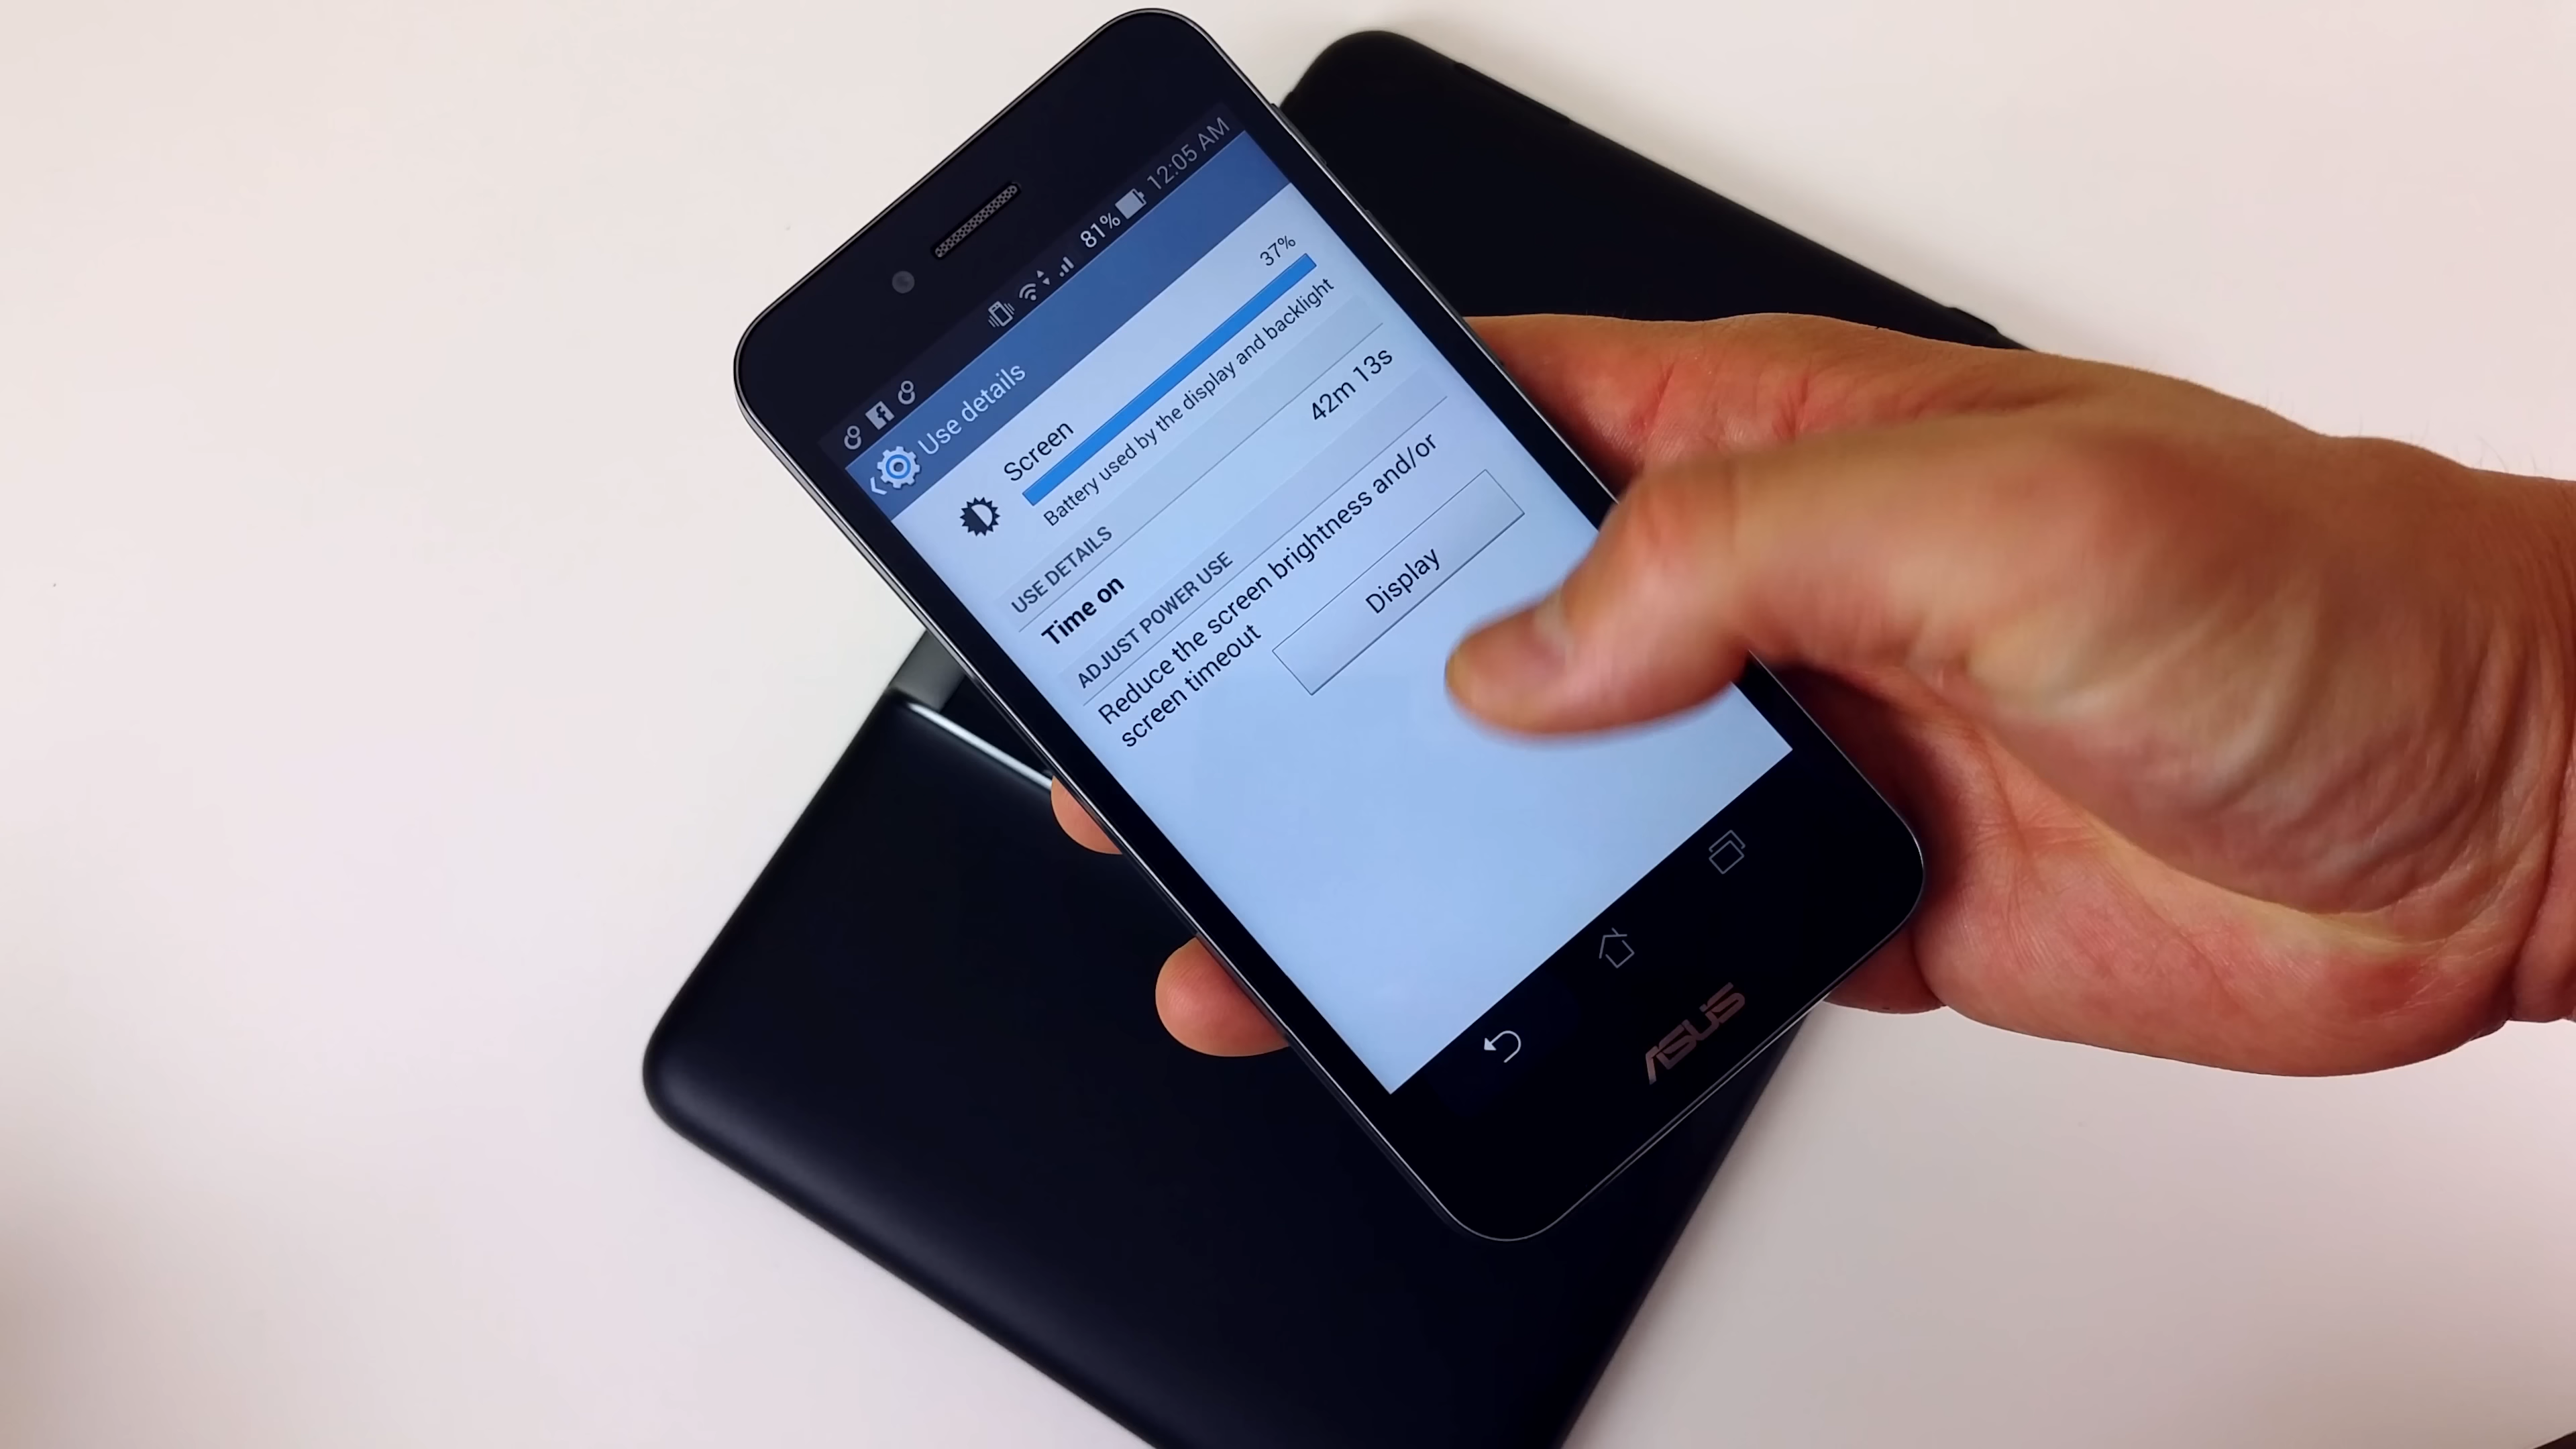 81% 12:05 AM
Use details
Screen 37%
Battery used by the display and backlight
USE DETAILS
Time on 42m 13s
ADJUST POWER USE
Reduce the screen brightness and/or
screen timeout
Display
ASUS